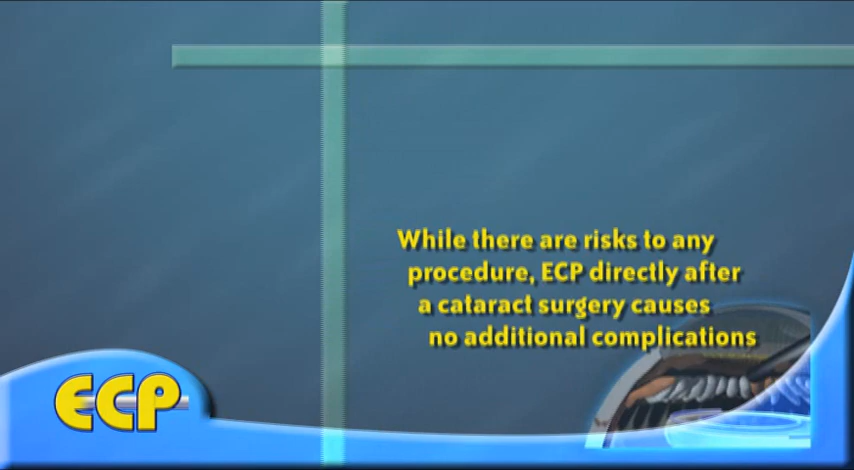 While there are risks to any
procedure, ECP directly after
a cataract surgery causes
no additional complications
ECP